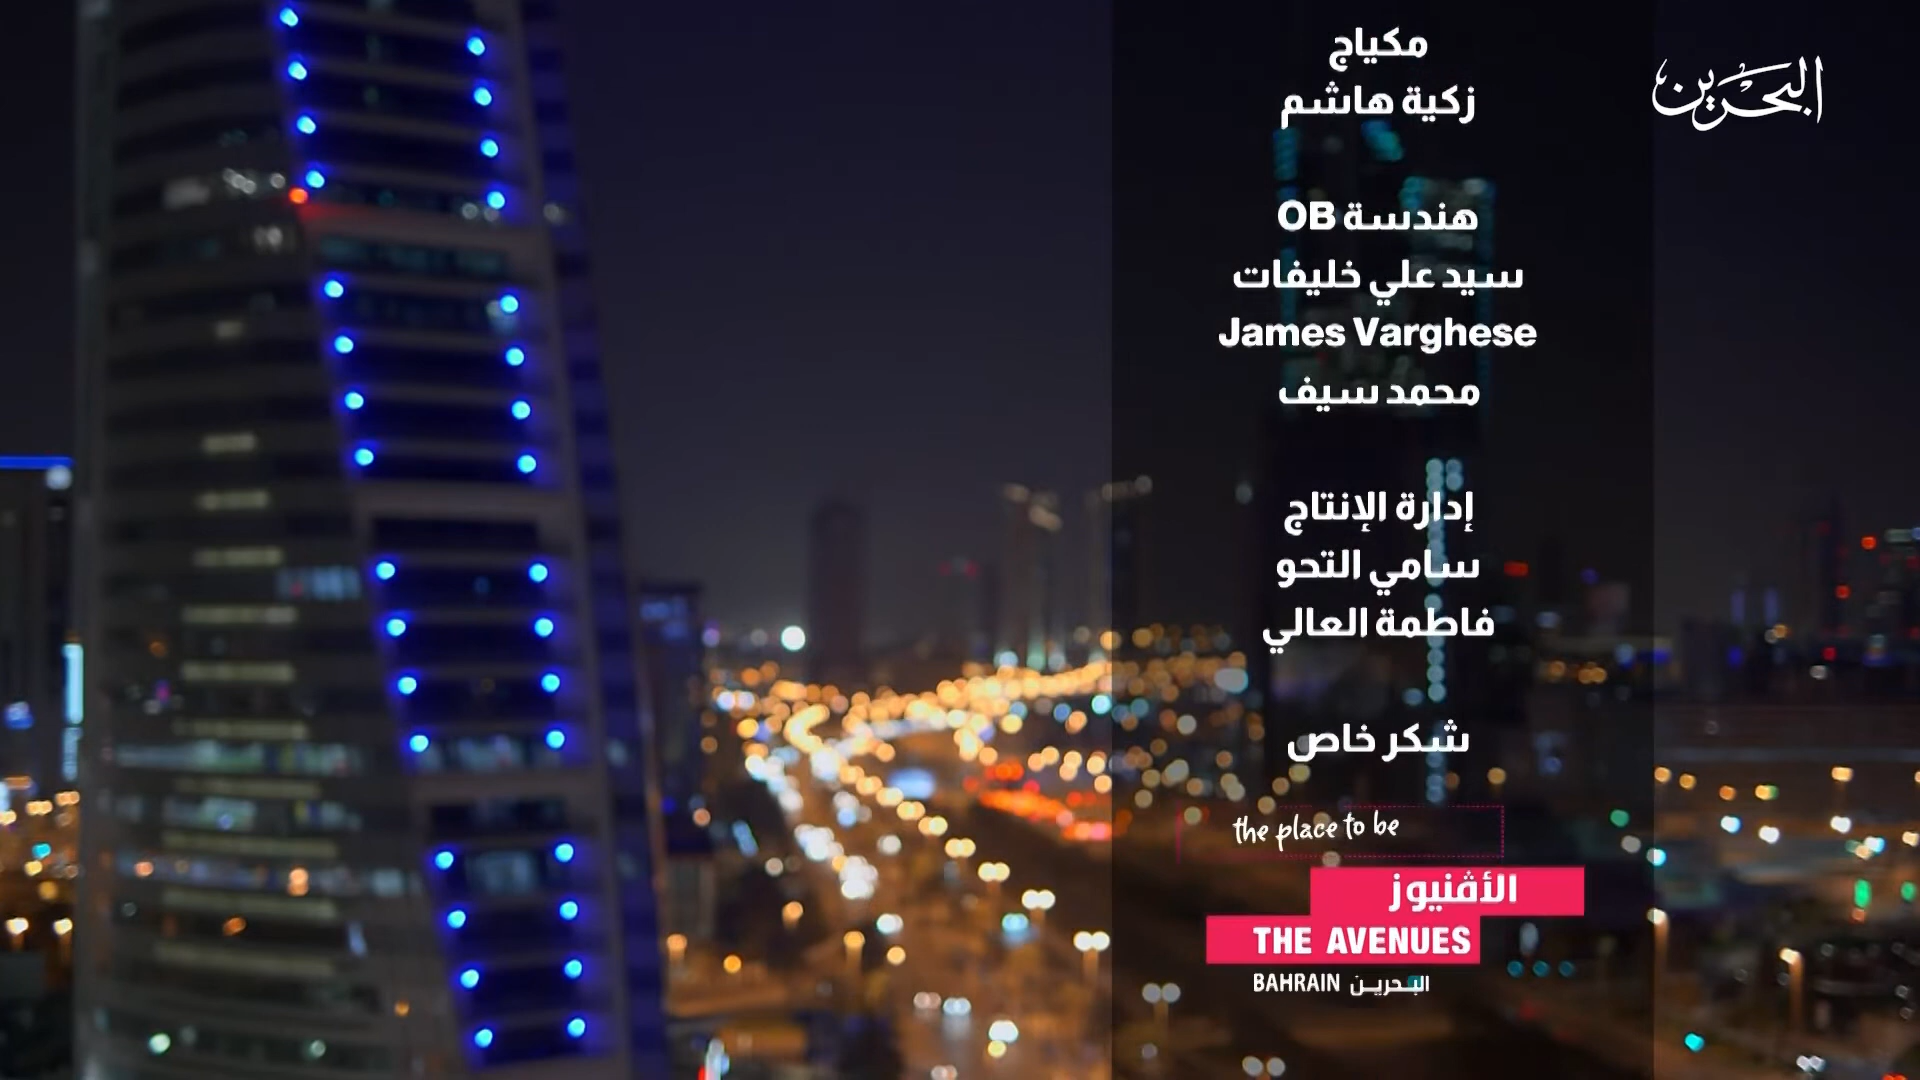 البحرين
مكياج
زكية هاشم
هندسة OB
سيد علي خليفات
James Varghese
محمد سيف
إدارة الإنتاج
سامي التحو
فاطمة العالي
شكر خاص
the place to be
الأڤنيوز
THE AVENUES
BAHRAIN البحرين